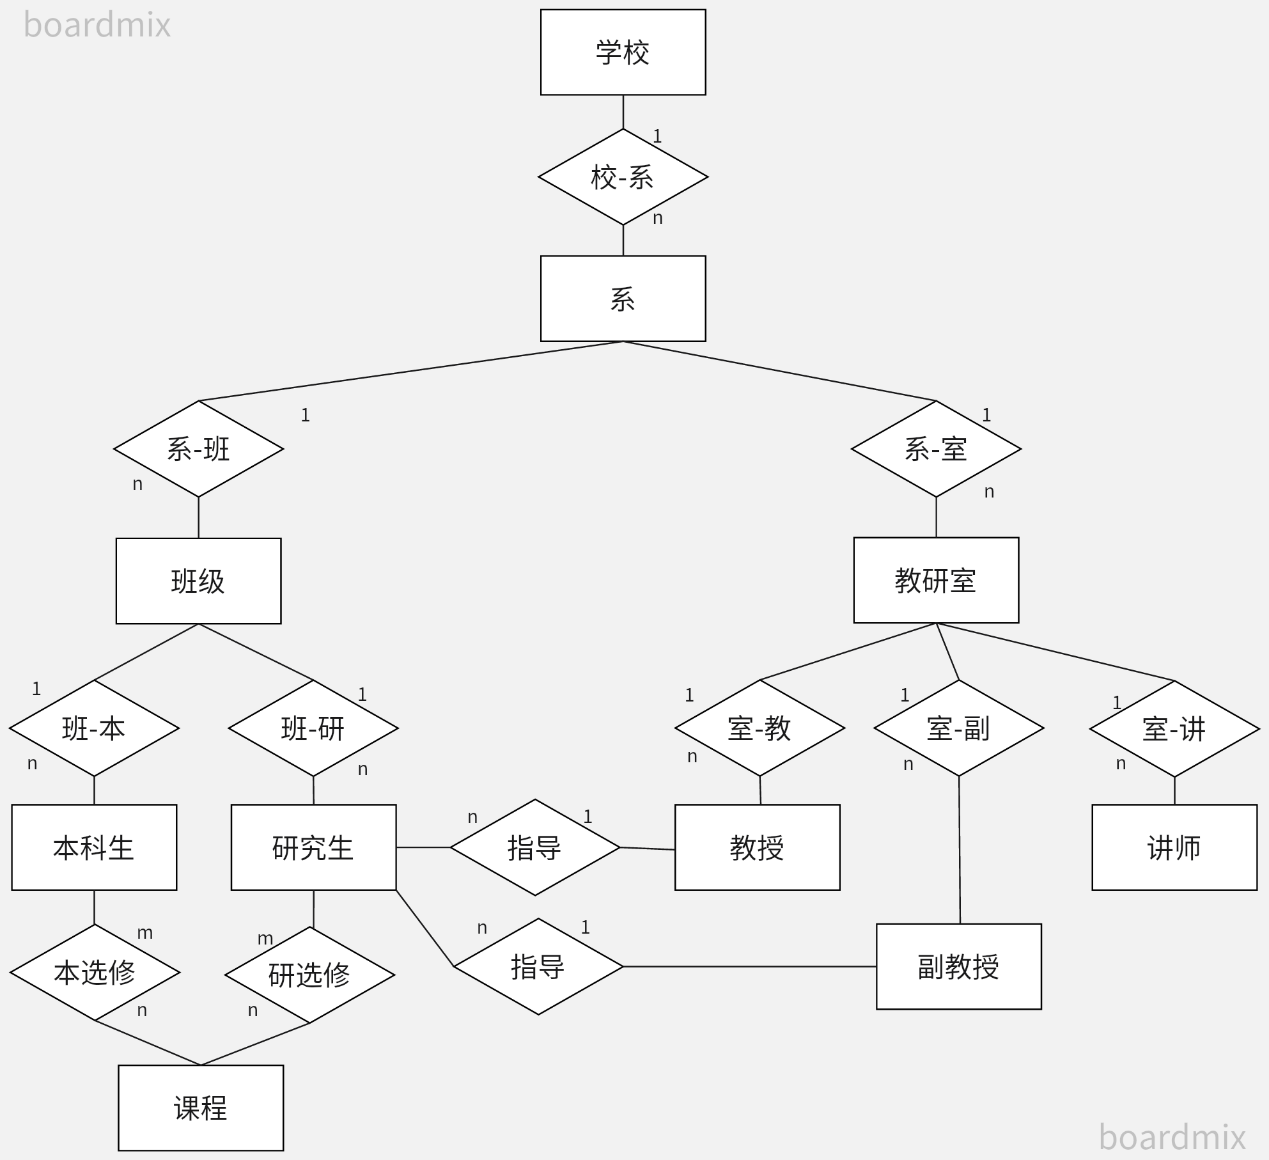 boardmix
学校
1
校-系
n
系
1
1
系-班
系-室
n
n
班级
教研室
1
1
1
1
1
班-本
班-研
室-教
室-副
室-讲
n
n
n
n
n
本科生
研究生
n
指导
1
教授
讲师
m
m
n
指导
1
副教授
本选修
研选修
n
n
课程
boardmix